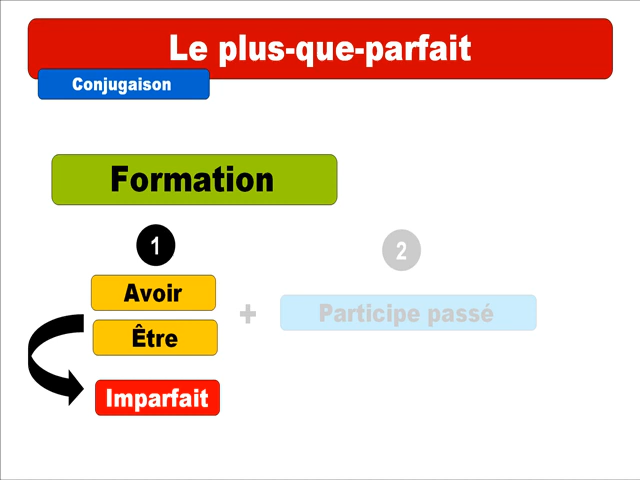 Le plus-que-parfait
Conjugaison
Formation
1
2
Avoir
Être
+
Participe passé
Imparfait